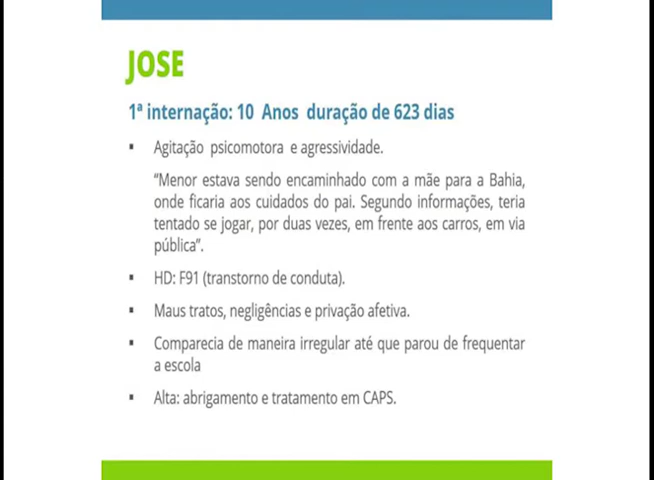 JOSE
1ª internação: 10 Anos duração de 623 dias
▪ Agitação psicomotora e agressividade.
“Menor estava sendo encaminhado com a mãe para a Bahia,
onde ficaria aos cuidados do pai. Segundo informações, teria
tentado se jogar, por duas vezes, em frente aos carros, em via
pública”.
▪ HD: F91 (transtorno de conduta).
▪ Maus tratos, negligências e privação afetiva.
▪ Comparecia de maneira irregular até que parou de frequentar
a escola
▪ Alta: abrigamento e tratamento em CAPS.